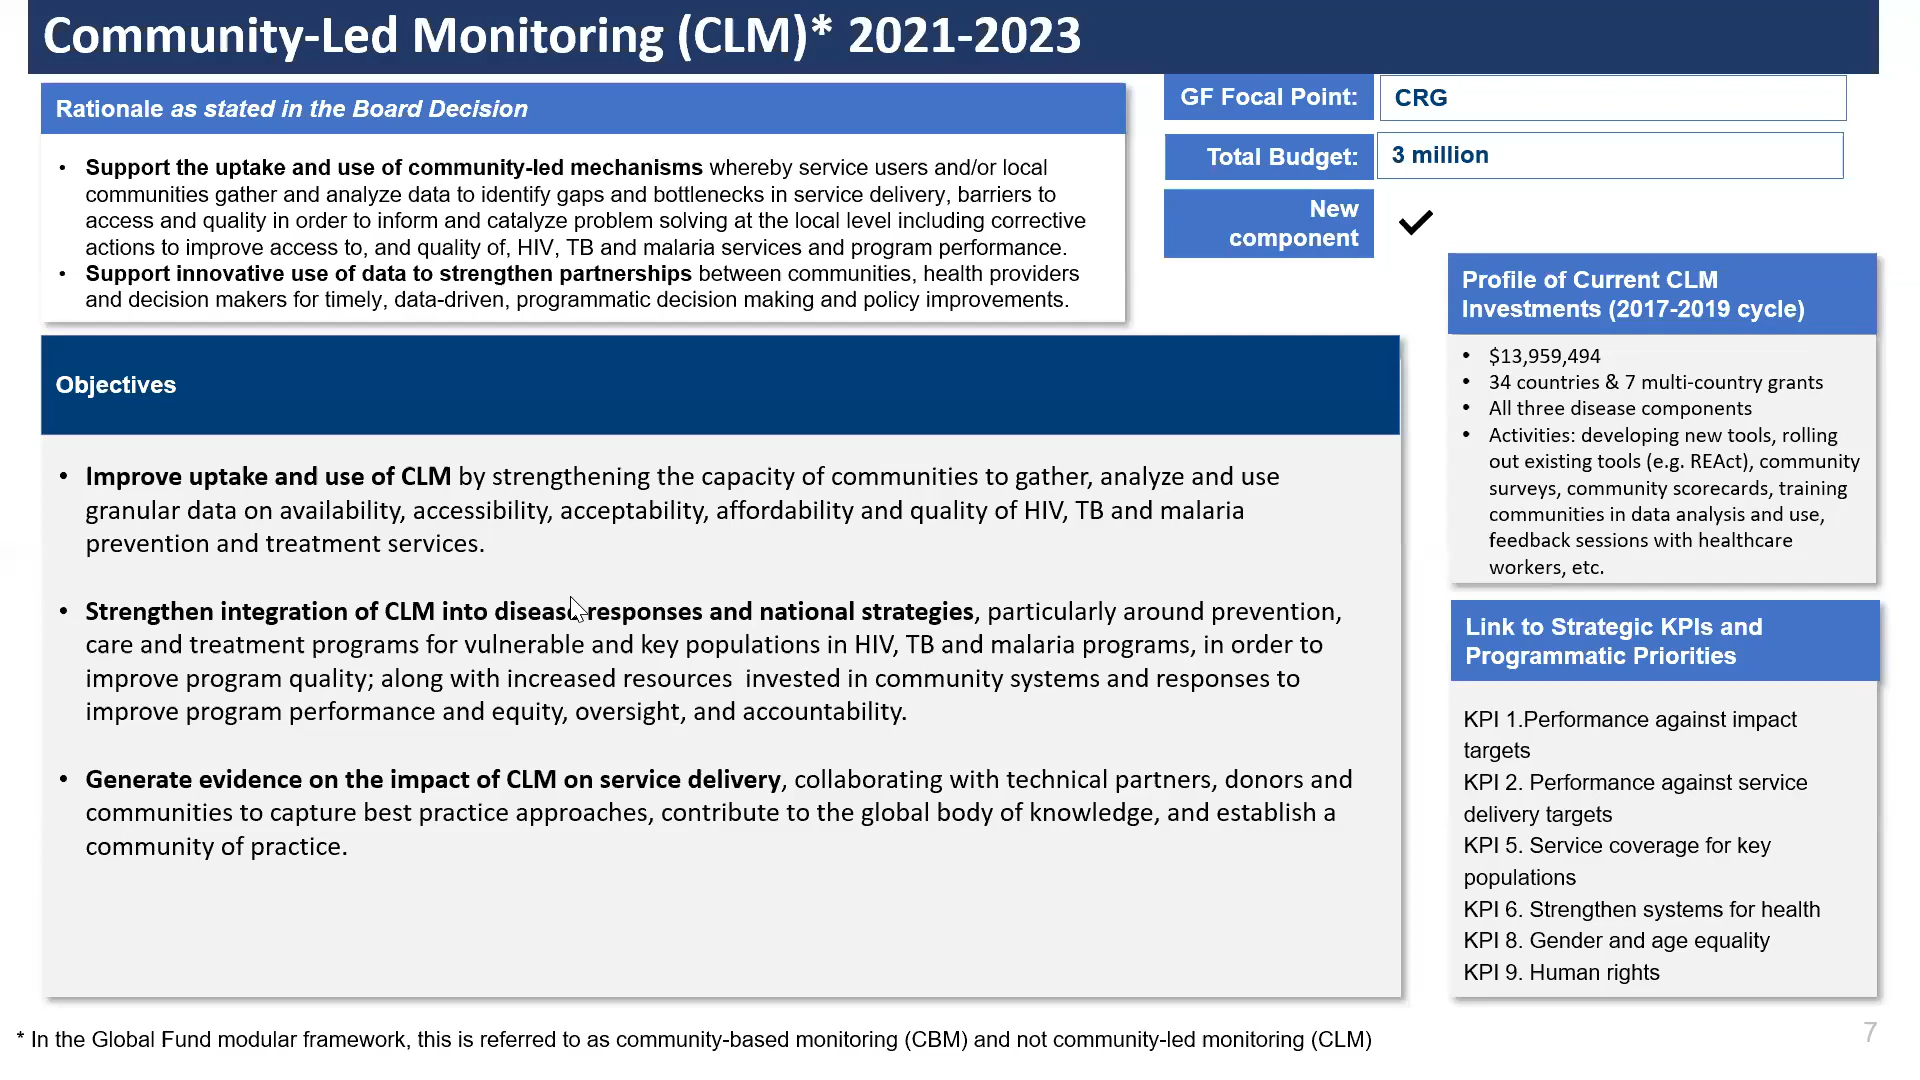 Community-Led Monitoring (CLM)* 2021-2023
Rationale as stated in the Board Decision
• Support the uptake and use of community-led mechanisms whereby service users and/or local
communities gather and analyze data to identify gaps and bottlenecks in service delivery, barriers to
access and quality in order to inform and catalyze problem solving at the local level including corrective
actions to improve access to, and quality of, HIV, TB and malaria services and program performance.
• Support innovative use of data to strengthen partnerships between communities, health providers
and decision makers for timely, data-driven, programmatic decision making and policy improvements.
GF Focal Point: CRG
Total Budget: 3 million
New
component ✔
Objectives
• Improve uptake and use of CLM by strengthening the capacity of communities to gather, analyze and use
granular data on availability, accessibility, acceptability, affordability and quality of HIV, TB and malaria
prevention and treatment services.
• Strengthen integration of CLM into disease responses and national strategies, particularly around prevention,
care and treatment programs for vulnerable and key populations in HIV, TB and malaria programs, in order to
improve program quality; along with increased resources invested in community systems and responses to
improve program performance and equity, oversight, and accountability.
• Generate evidence on the impact of CLM on service delivery, collaborating with technical partners, donors and
communities to capture best practice approaches, contribute to the global body of knowledge, and establish a
community of practice.
Profile of Current CLM
Investments (2017-2019 cycle)
• $13,959,494
• 34 countries & 7 multi-country grants
• All three disease components
• Activities: developing new tools, rolling
out existing tools (e.g. REAct), community
surveys, community scorecards, training
communities in data analysis and use,
feedback sessions with healthcare
workers, etc.
Link to Strategic KPIs and
Programmatic Priorities
KPI 1.Performance against impact
targets
KPI 2. Performance against service
delivery targets
KPI 5. Service coverage for key
populations
KPI 6. Strengthen systems for health
KPI 8. Gender and age equality
KPI 9. Human rights
* In the Global Fund modular framework, this is referred to as community-based monitoring (CBM) and not community-led monitoring (CLM)
7